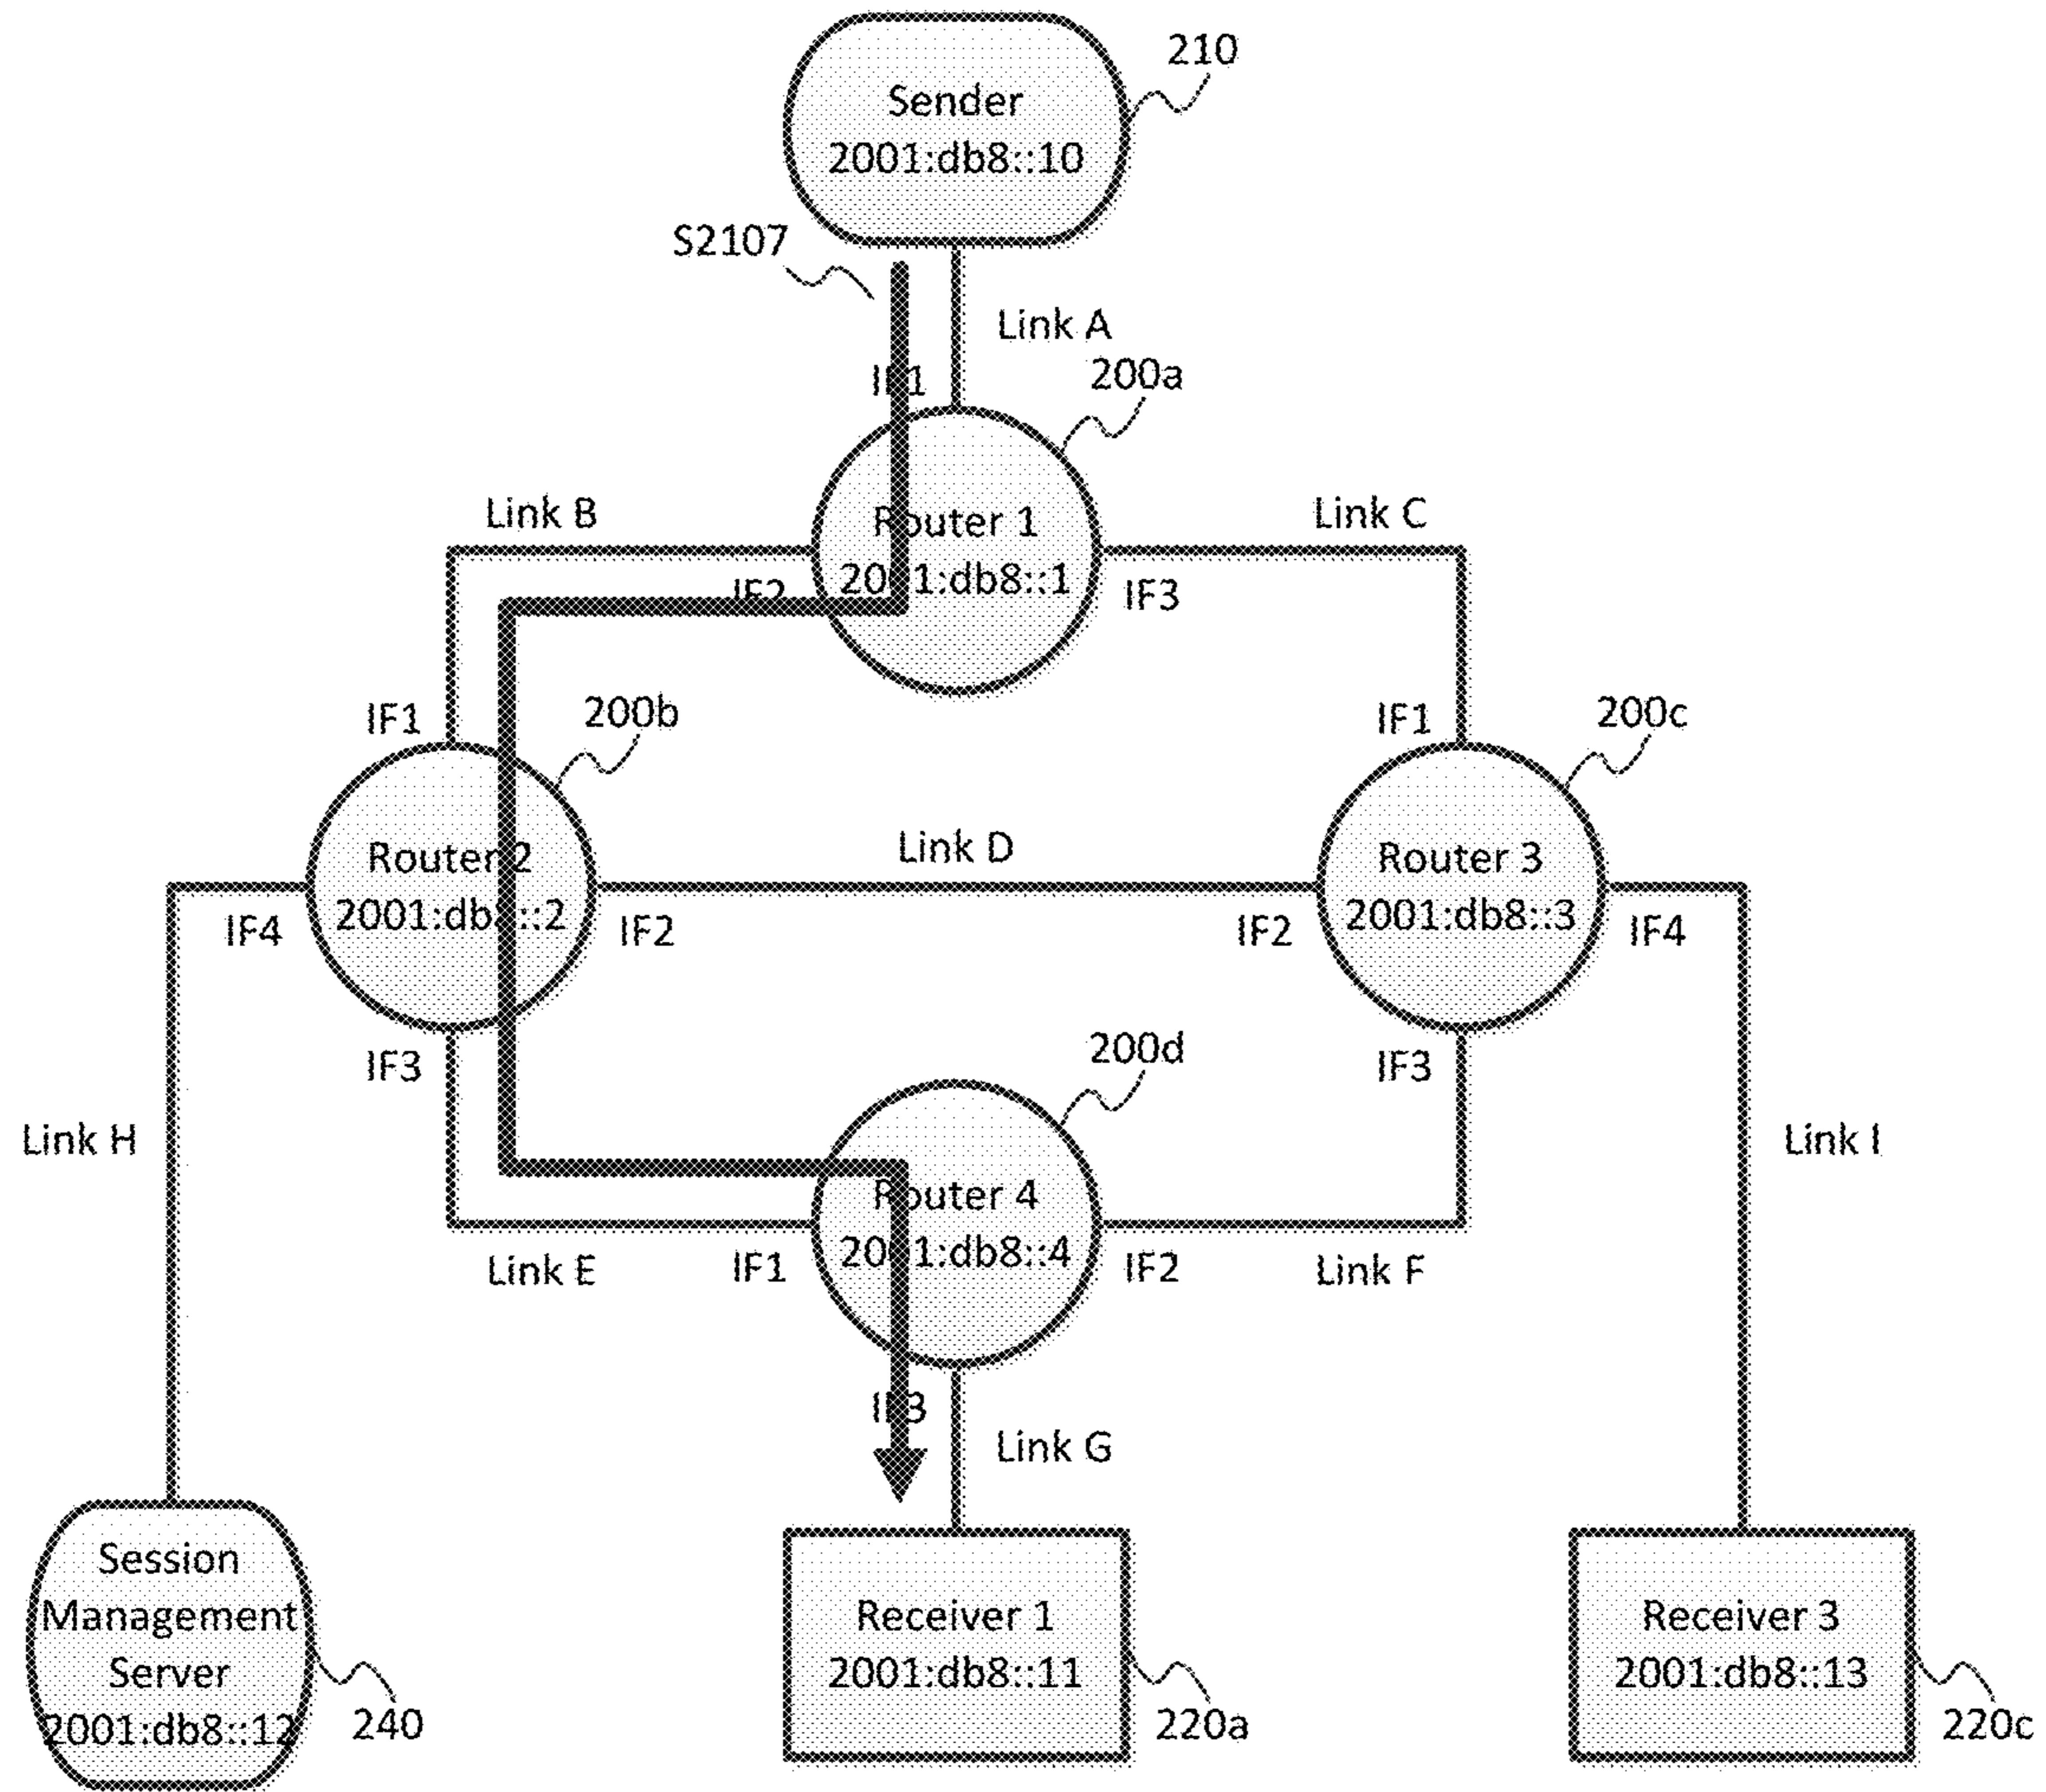 210
Sender
2001:db8::10
S2107
Link A
200a
IF1
Router 1
2001:db8::1
Link B
Link C
IF2
IF3
IF1
200b
IF1
200c
Router 2
2001:db8::2
Link D
Router 3
2001:db8::3
IF4
IF2
IF2
IF4
IF3
200d
IF3
Link H
Link I
Router 4
2001:db8::4
Link E
IF1
IF2
Link F
IF3
Link G
Session
Management
Server
2001:db8::12
240
Receiver 1
2001:db8::11
220a
Receiver 3
2001:db8::13
220c